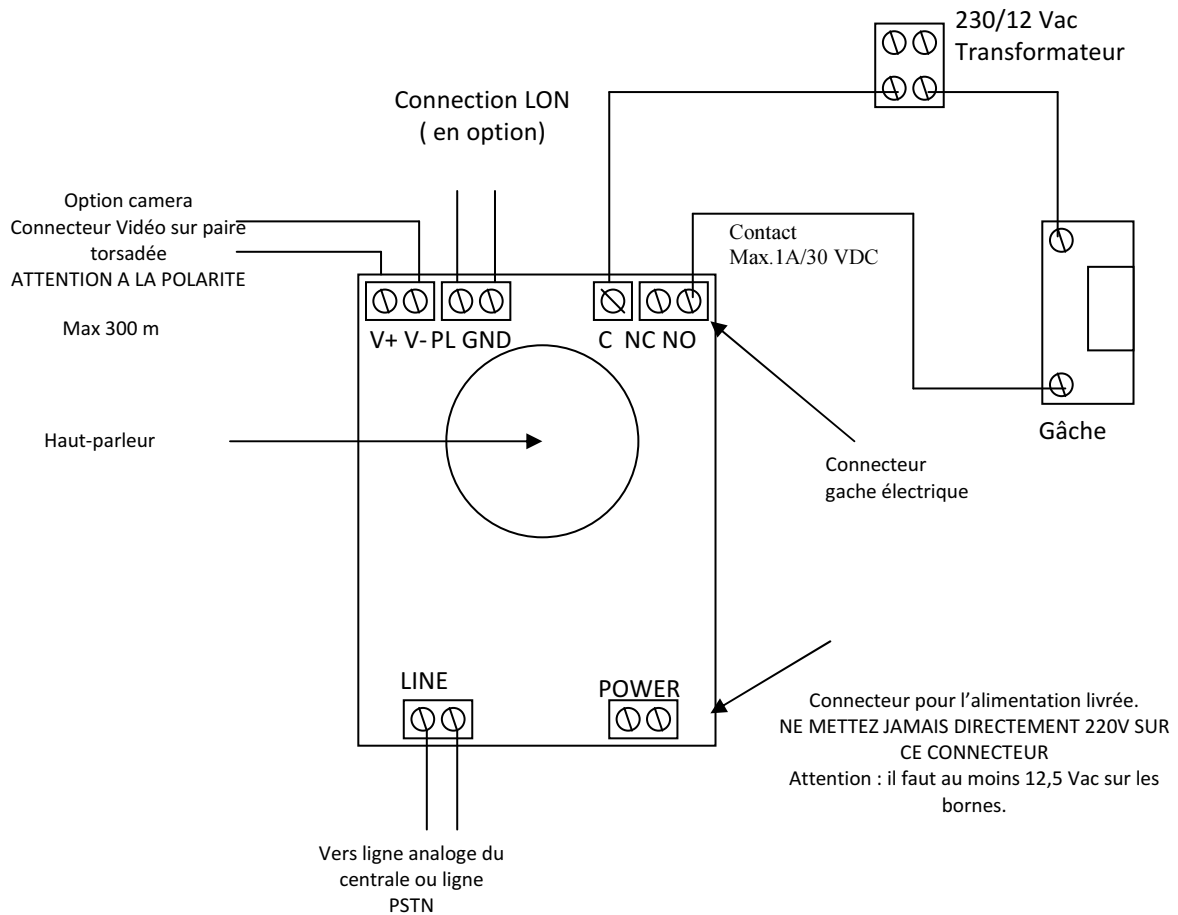 230/12 Vac
Transformateur
Connection LON
( en option)
Option camera
Connecteur Vidéo sur paire
torsadée
ATTENTION A LA POLARITE
Max 300 m
Contact
Max.1A/30 VDC
V+ V- PL GND
C NC NO
Gâche
Haut-parleur
Connecteur
gache électrique
LINE
POWER
Connecteur pour l’alimentation livrée.
NE METTEZ JAMAIS DIRECTEMENT 220V SUR
CE CONNECTEUR
Attention : il faut au moins 12,5 Vac sur les
bornes.
Vers ligne analoge du
centrale ou ligne
PSTN